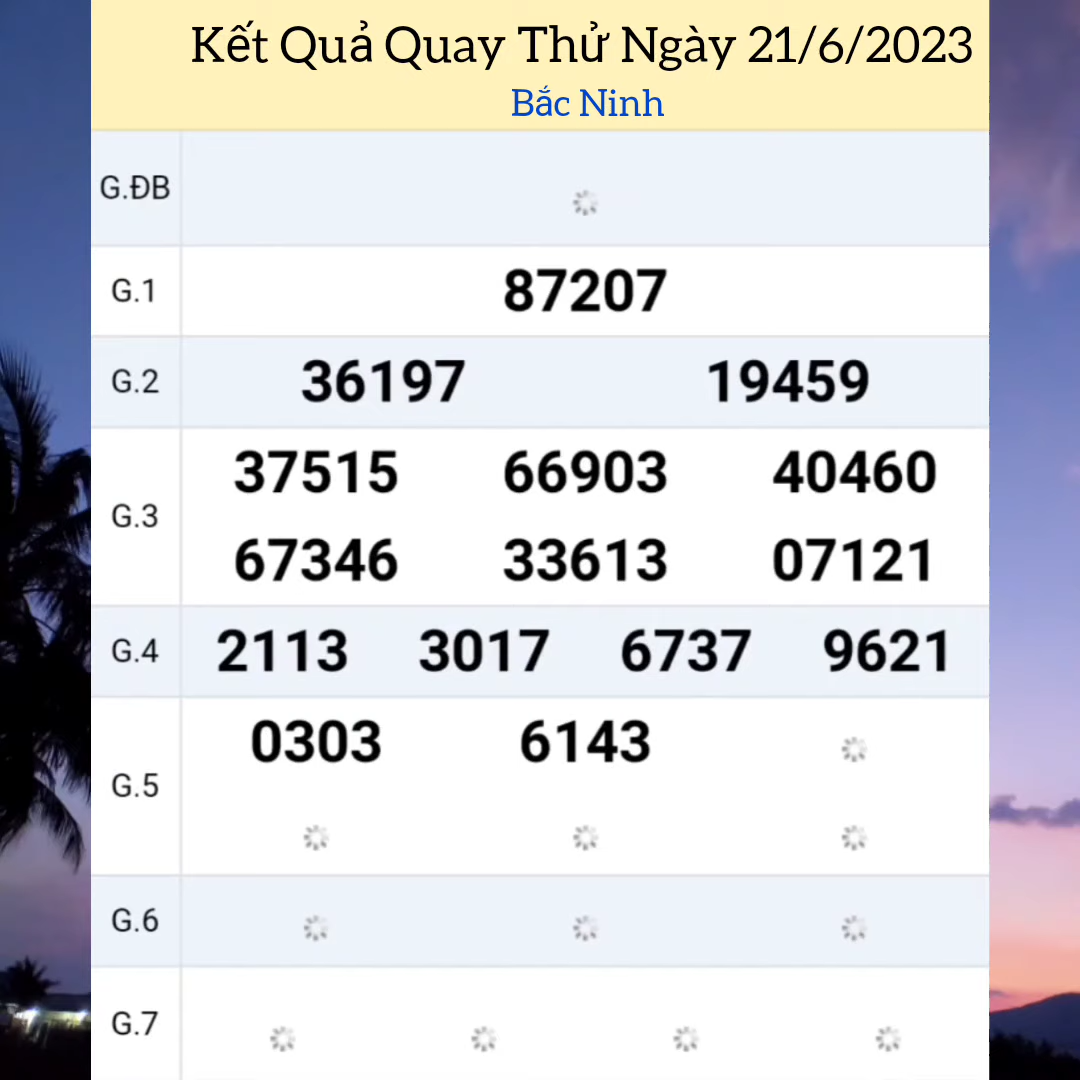 Kết Quả Quay Thử Ngày 21/6/2023
Bắc Ninh
G.ĐB
G.1 87207
G.2 36197 19459
G.3
37515 66903 40460
67346 33613 07121
G.4 2113 3017 6737 9621
G.5
0303 6143
G.6
G.7